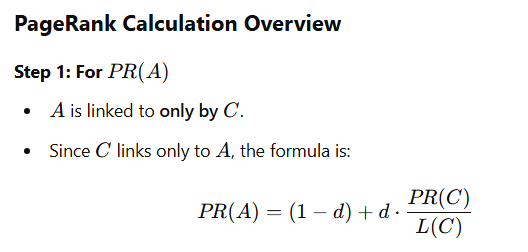 PageRank Calculation Overview
Step 1: For PR(A)
• A is linked to only by C.
• Since C links only to A, the formula is:
PR(A) = (1 − d) + d · PR(C) / L(C)